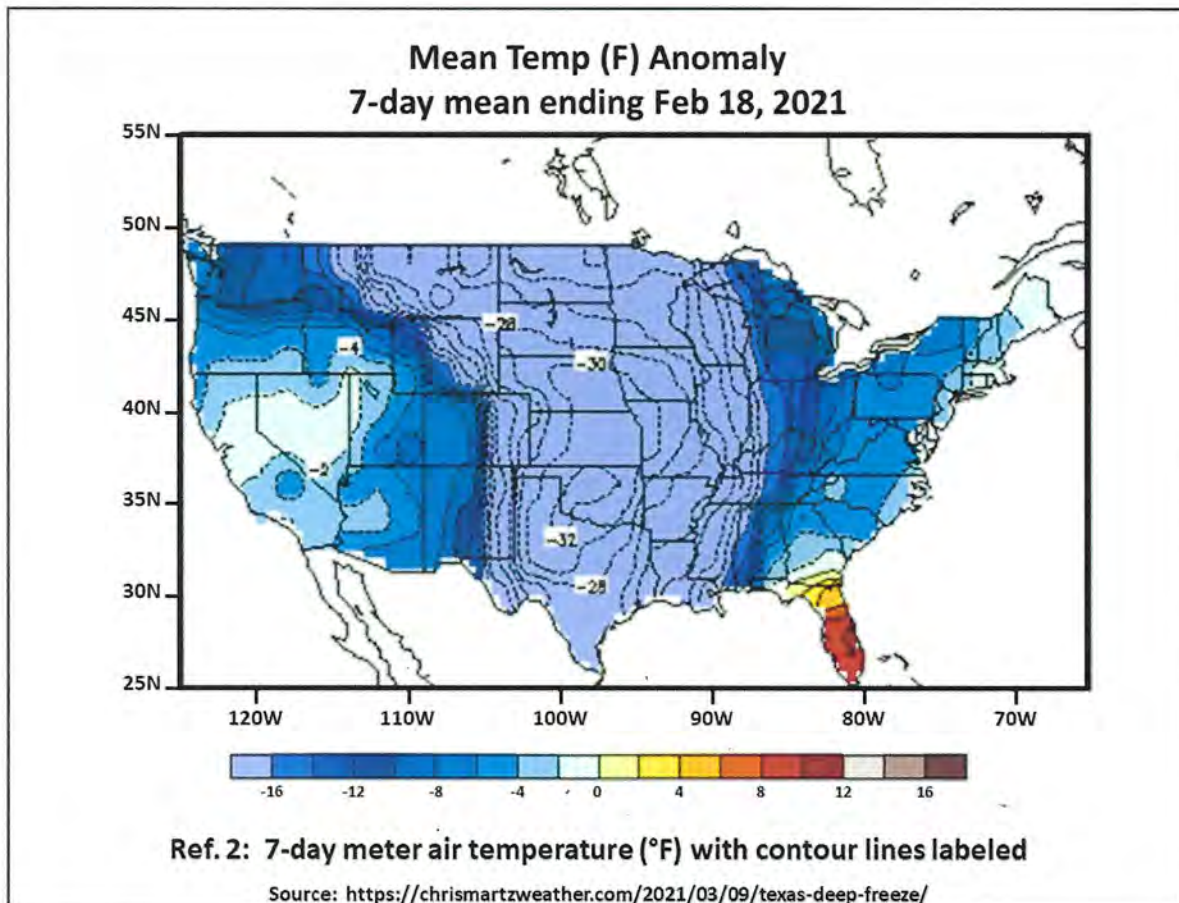 Mean Temp (F) Anomaly
7-day mean ending Feb 18, 2021
55N
50N
45N
40N
35N
30N
25N
-28
-4
-30
-2
-32
-28
120W 110W 100W 90W 80W 70W
-16 -12 -8 -4 0 4 8 12 16
Ref. 2: 7-day meter air temperature (°F) with contour lines labeled
Source: https://chrismartzweather.com/2021/03/09/texas-deep-freeze/